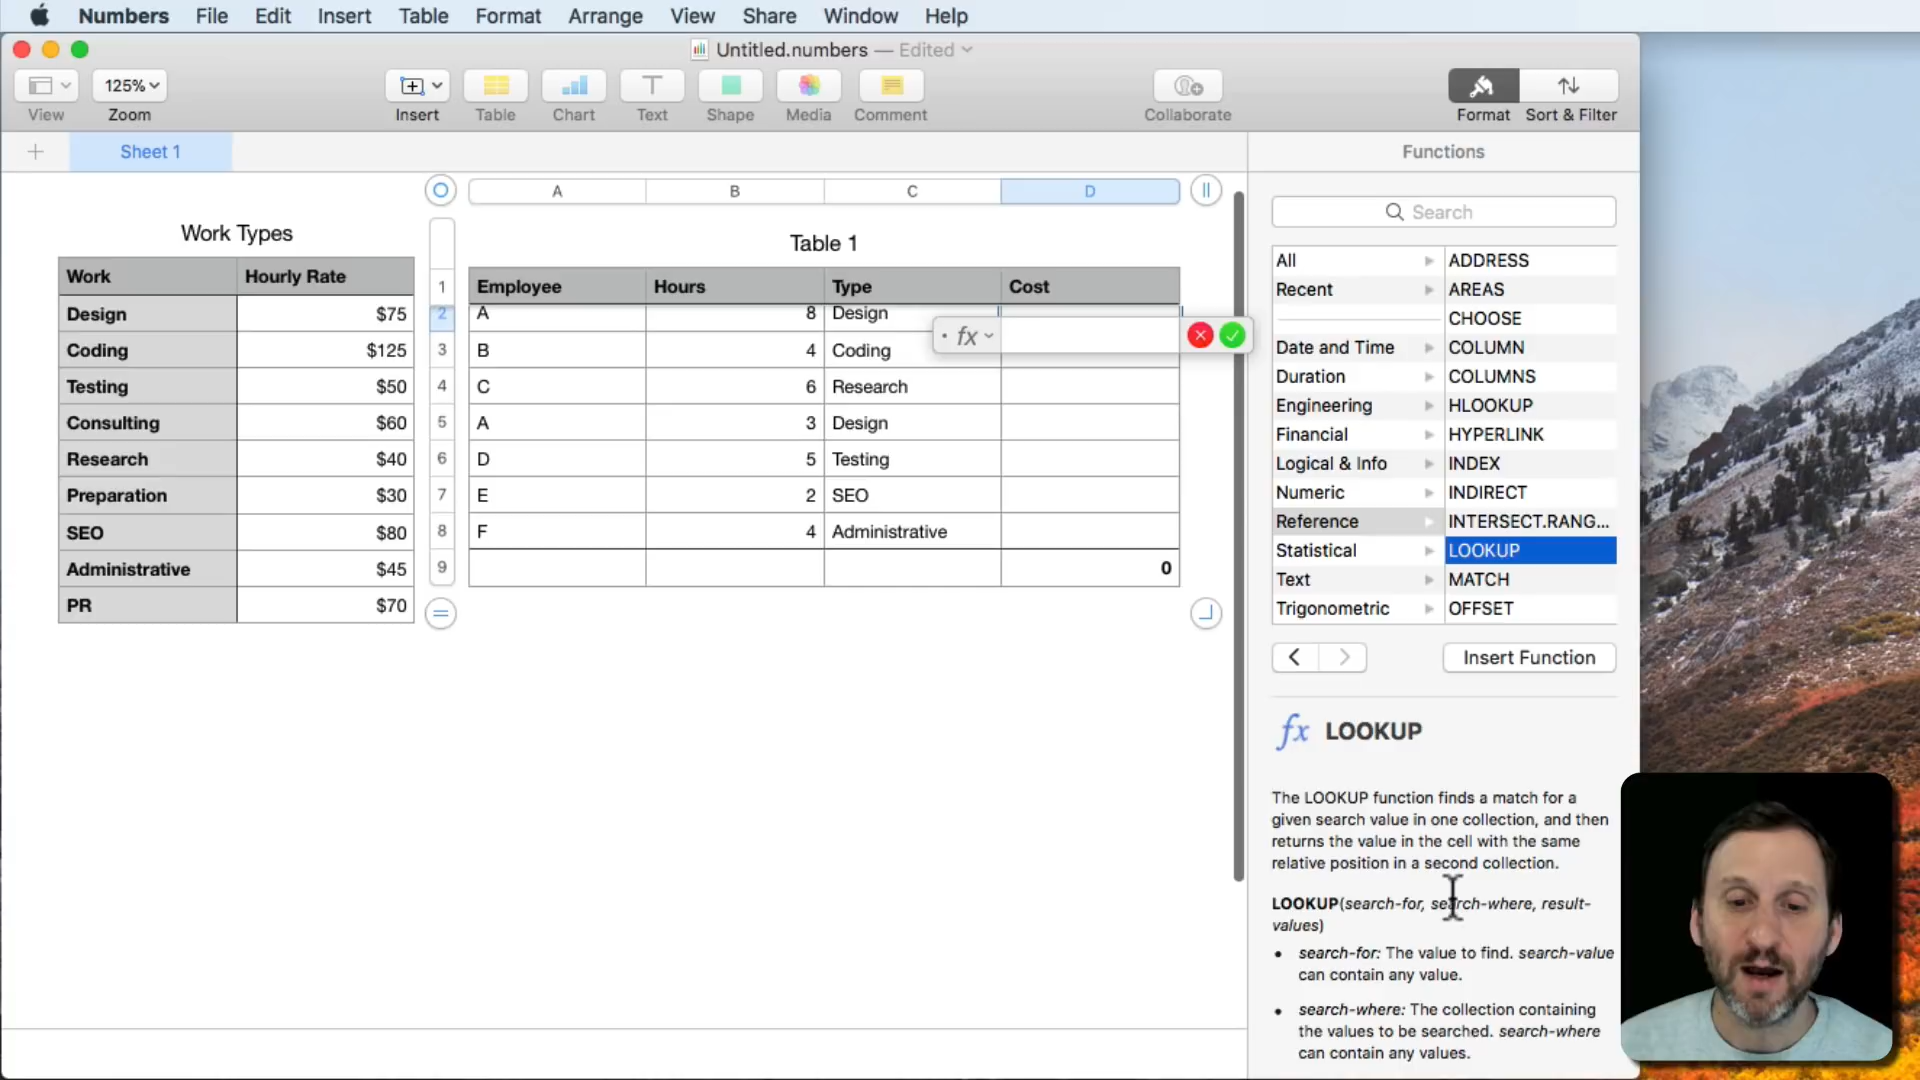 Numbers File Edit Insert Table Format Arrange View Share Window Help
Untitled.numbers — Edited
125%
View Zoom Insert Table Chart Text Shape Media Comment Collaborate Format Sort & Filter
Sheet 1
Functions
A B C D
Search
Work Types
Work Hourly Rate
Design $75
Coding $125
Testing $50
Consulting $60
Research $40
Preparation $30
SEO $80
Administrative $45
PR $70
Table 1
1 Employee Hours Type Cost
2 A 8 Design
fx
3 B 4 Coding
4 C 6 Research
5 A 3 Design
6 D 5 Testing
7 E 2 SEO
8 F 4 Administrative
9 0
All
Recent
Date and Time
Duration
Engineering
Financial
Logical & Info
Numeric
Reference
Statistical
Text
Trigonometric
ADDRESS
AREAS
CHOOSE
COLUMN
COLUMNS
HLOOKUP
HYPERLINK
INDEX
INDIRECT
INTERSECT.RANG...
LOOKUP
MATCH
OFFSET
Insert Function
fx LOOKUP
The LOOKUP function finds a match for a
given search value in one collection, and then
returns the value in the cell with the same
relative position in a second collection.
LOOKUP(search-for, search-where, result-
values)
• search-for: The value to find. search-value
can contain any value.
• search-where: The collection containing
the values to be searched. search-where
can contain any values.